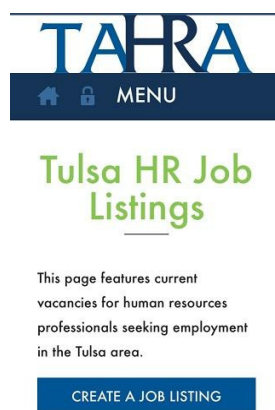 TAHRA
MENU
Tulsa HR Job
Listings
This page features current
vacancies for human resources
professionals seeking employment
in the Tulsa area.
CREATE A JOB LISTING